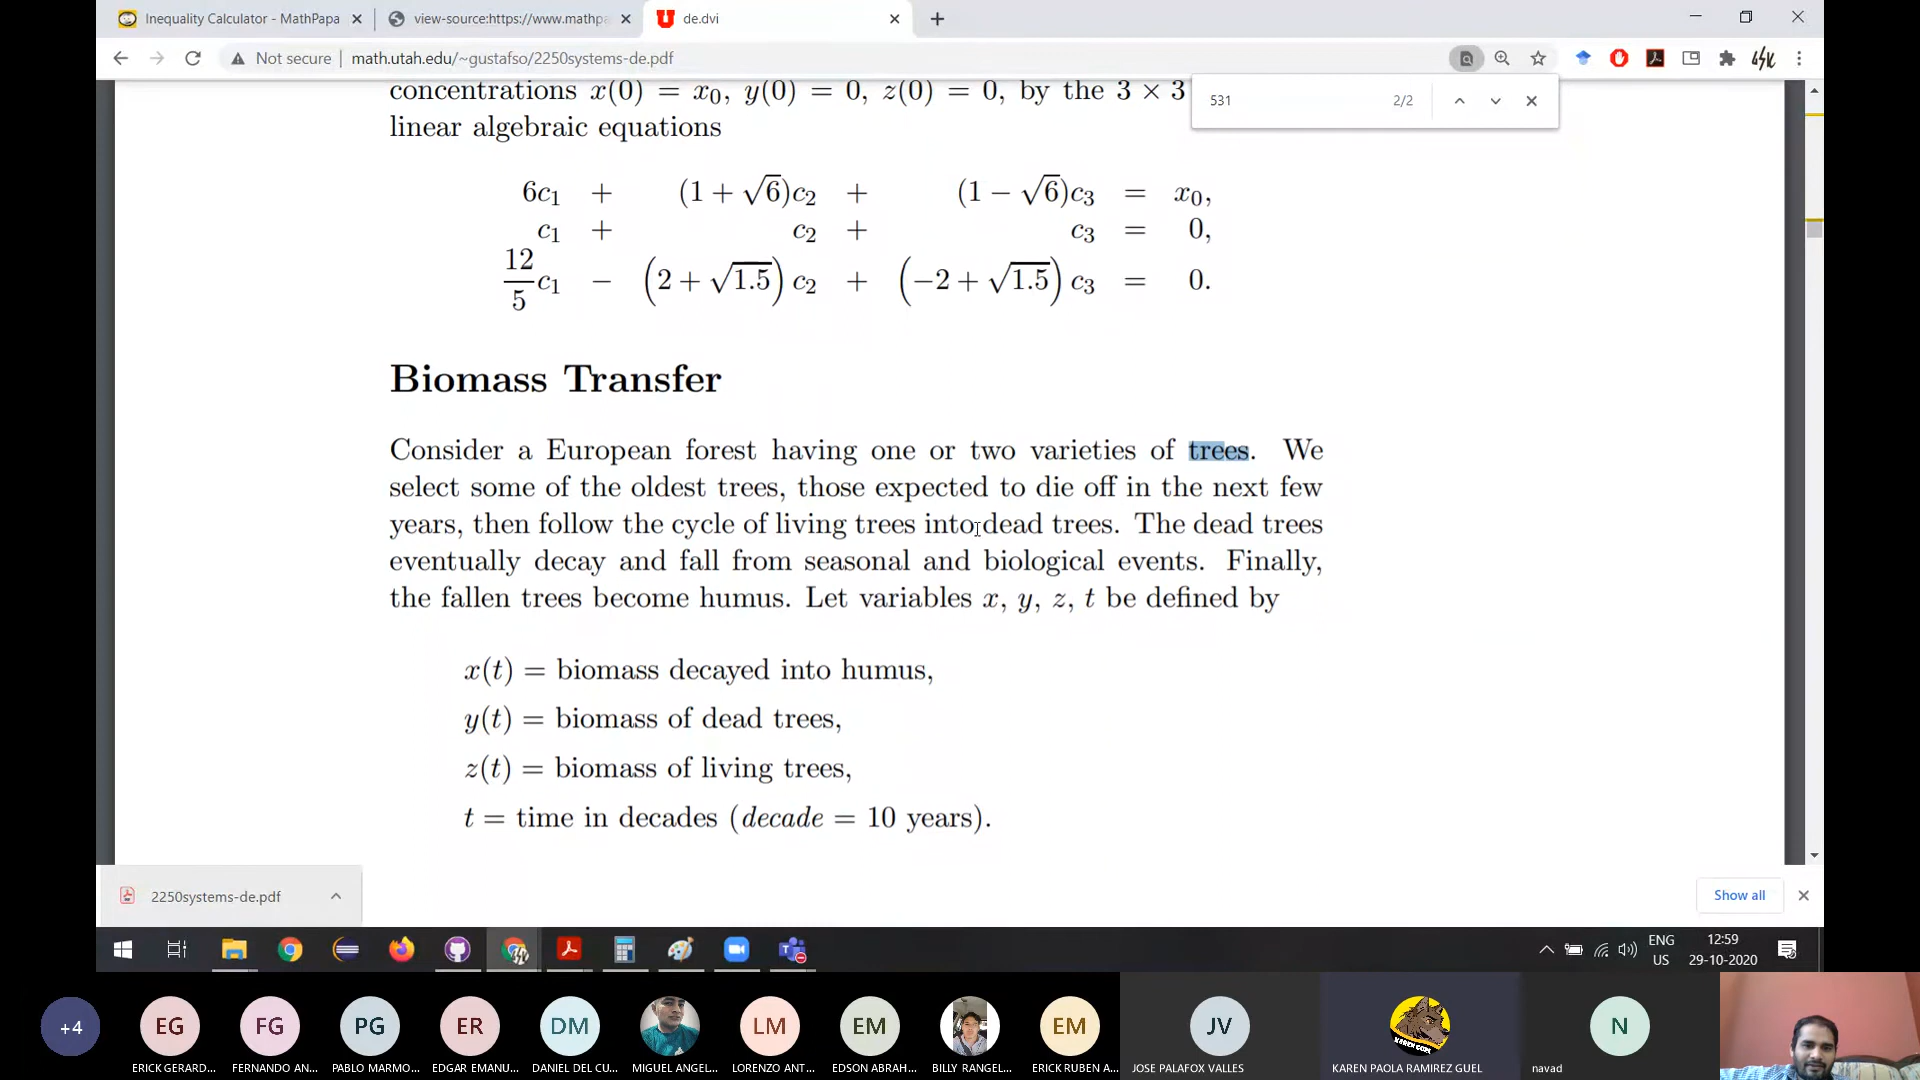 Inequality Calculator - MathPapa
view-source:https://www.mathpa
de.dvi
Not secure | math.utah.edu/~gustafso/2250systems-de.pdf
531 2/2
concentrations x(0) = x₀, y(0) = 0, z(0) = 0, by the 3 × 3
linear algebraic equations
6c₁ + (1 + √6)c₂ + (1 − √6)c₃ = x₀,
c₁ + c₂ + c₃ = 0,
12/5 c₁ − (2 + √1.5) c₂ + (−2 + √1.5) c₃ = 0.
Biomass Transfer
Consider a European forest having one or two varieties of trees. We
select some of the oldest trees, those expected to die off in the next few
years, then follow the cycle of living trees into dead trees. The dead trees
eventually decay and fall from seasonal and biological events. Finally,
the fallen trees become humus. Let variables x, y, z, t be defined by
x(t) = biomass decayed into humus,
y(t) = biomass of dead trees,
z(t) = biomass of living trees,
t = time in decades (decade = 10 years).
2250systems-de.pdf
Show all
ENG
US
12:59
29-10-2020
+4
EG
FG
PG
ER
DM
LM
EM
EM
JV
KAREN GUEL
N
ERICK GERARD...
FERNANDO AN...
PABLO MARMO...
EDGAR EMANU...
DANIEL DEL CU...
MIGUEL ANGEL...
LORENZO ANT...
EDSON ABRAH...
BILLY RANGEL...
ERICK RUBEN A...
JOSE PALAFOX VALLES
KAREN PAOLA RAMIREZ GUEL
navad